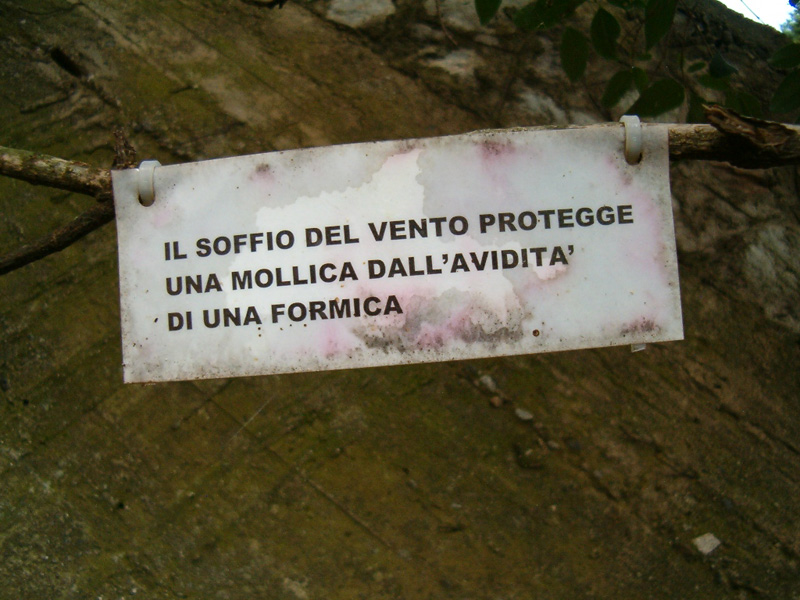 IL SOFFIO DEL VENTO PROTEGGE
UNA MOLLICA DALL'AVIDITA'
DI UNA FORMICA